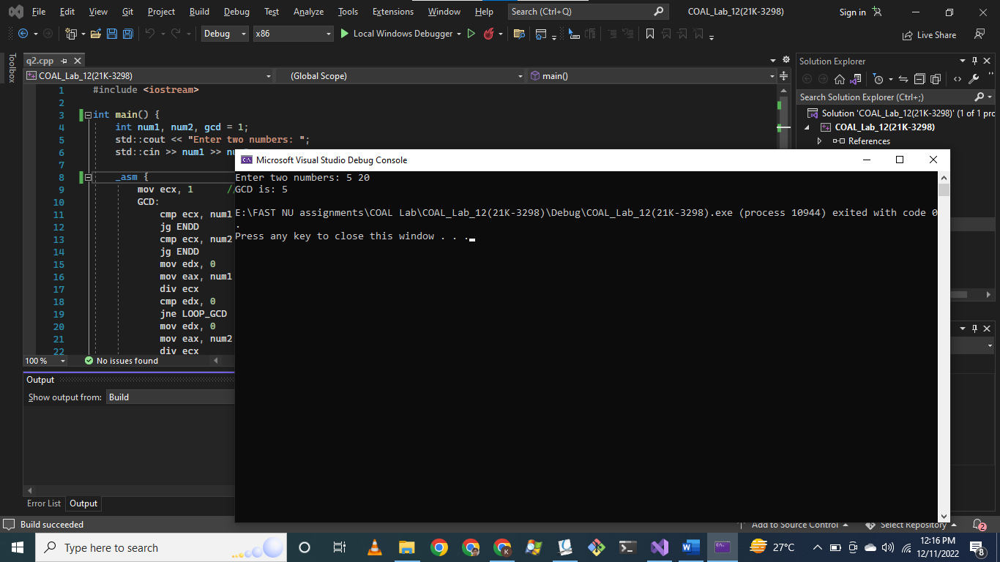 File Edit View Git Project Build Debug Test Analyze Tools Extensions Window Help Search (Ctrl+Q) COAL_Lab_12(21K-3298) Sign in
Debug x86 Local Windows Debugger Live Share
Toolbox
q2.cpp
COAL_Lab_12(21K-3298) (Global Scope) main()
1 #include <iostream>
2
3 int main() {
4 int num1, num2, gcd = 1;
5 std::cout << "Enter two numbers: ";
6 std::cin >> num1 >>
7
8 _asm {
9 mov ecx, 1
10 GCD:
11 cmp ecx, num1
12 jg ENDD
13 cmp ecx, num2
14 jg ENDD
15 mov edx, 0
16 mov eax, num1
17 div ecx
18 cmp edx, 0
19 jne LOOP_GCD
20 mov edx, 0
21 mov eax, num2
22 div ecx
100 % No issues found
Output
Show output from: Build
Error List Output
Build succeeded
Solution Explorer
Search Solution Explorer (Ctrl+;)
Solution 'COAL_Lab_12(21K-3298)' (1 of 1 pro
COAL_Lab_12(21K-3298)
References
Microsoft Visual Studio Debug Console
Enter two numbers: 5 20
GCD is: 5
E:\FAST NU assignments\COAL Lab\COAL_Lab_12(21K-3298)\Debug\COAL_Lab_12(21K-3298).exe (process 10944) exited with code 0
.
Press any key to close this window . . .
Add to Source Control Select Repository 2
Type here to search
27°C
12:16 PM
12/11/2022
8